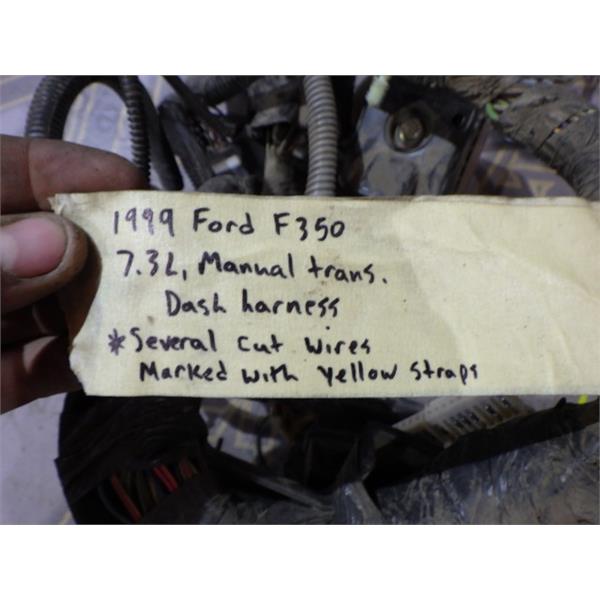 1999 Ford F350
7.3L, Manual trans.
Dash harness
*Several cut wires
Marked with yellow straps